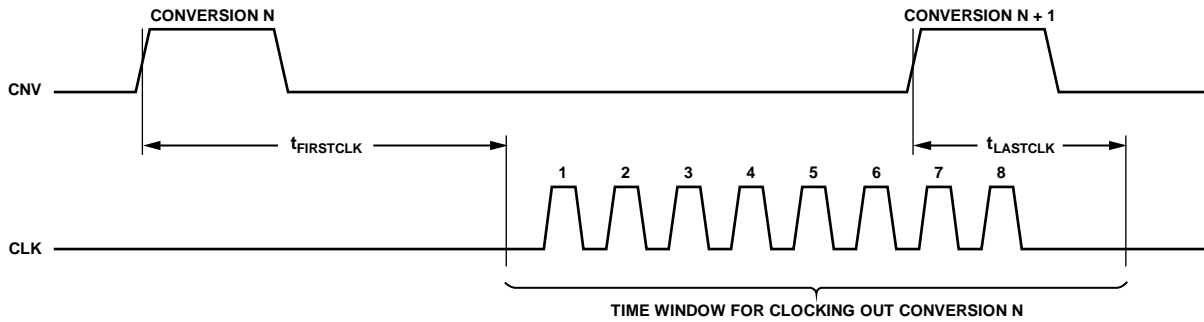 CONVERSION N
CONVERSION N + 1
CNV
tFIRSTCLK
tLASTCLK
1 2 3 4 5 6 7 8
CLK
TIME WINDOW FOR CLOCKING OUT CONVERSION N